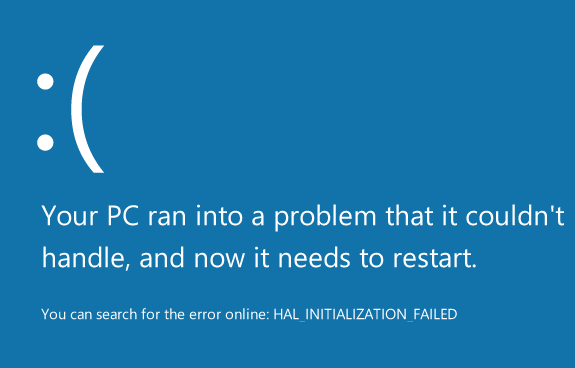 :(
Your PC ran into a problem that it couldn't
handle, and now it needs to restart.
You can search for the error online: HAL_INITIALIZATION_FAILED